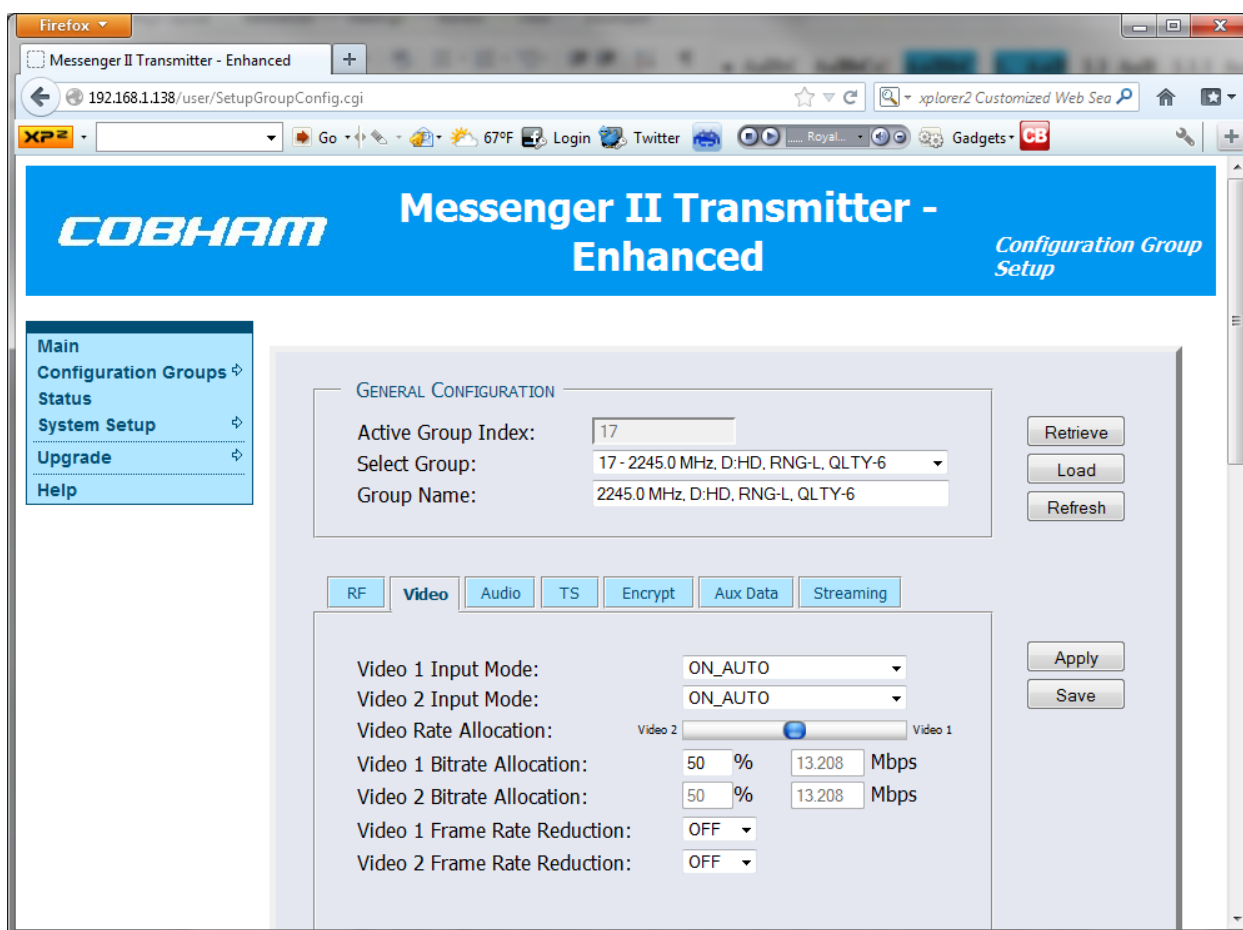 Firefox
Messenger II Transmitter - Enhanced
192.168.1.138/user/SetupGroupConfig.cgi
xplorer2 Customized Web Sea
XP2
Go
67°F
Login
Twitter
...... Royal...
Gadgets
CB
COBHAM
Messenger II Transmitter -
Enhanced
Configuration Group
Setup
Main
Configuration Groups
Status
System Setup
Upgrade
Help
GENERAL CONFIGURATION
Active Group Index: 17
Select Group: 17 - 2245.0 MHz, D:HD, RNG-L, QLTY-6
Group Name: 2245.0 MHz, D:HD, RNG-L, QLTY-6
Retrieve
Load
Refresh
RF Video Audio TS Encrypt Aux Data Streaming
Video 1 Input Mode: ON_AUTO
Video 2 Input Mode: ON_AUTO
Video Rate Allocation: Video 2 Video 1
Video 1 Bitrate Allocation: 50 % 13.208 Mbps
Video 2 Bitrate Allocation: 50 % 13.208 Mbps
Video 1 Frame Rate Reduction: OFF
Video 2 Frame Rate Reduction: OFF
Apply
Save